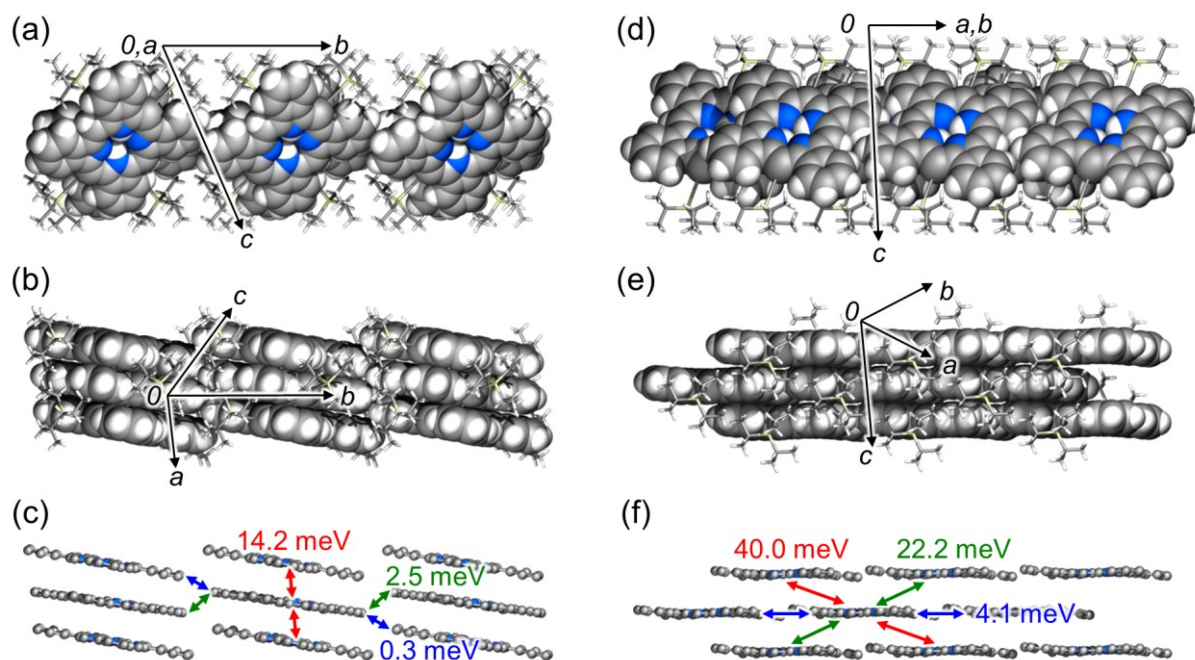 (a)
0,a
b
c
(d)
0
a,b
c
(b)
c
0
b
a
(e)
b
0
a
c
(c)
14.2 meV
2.5 meV
0.3 meV
(f)
40.0 meV
22.2 meV
4.1 meV